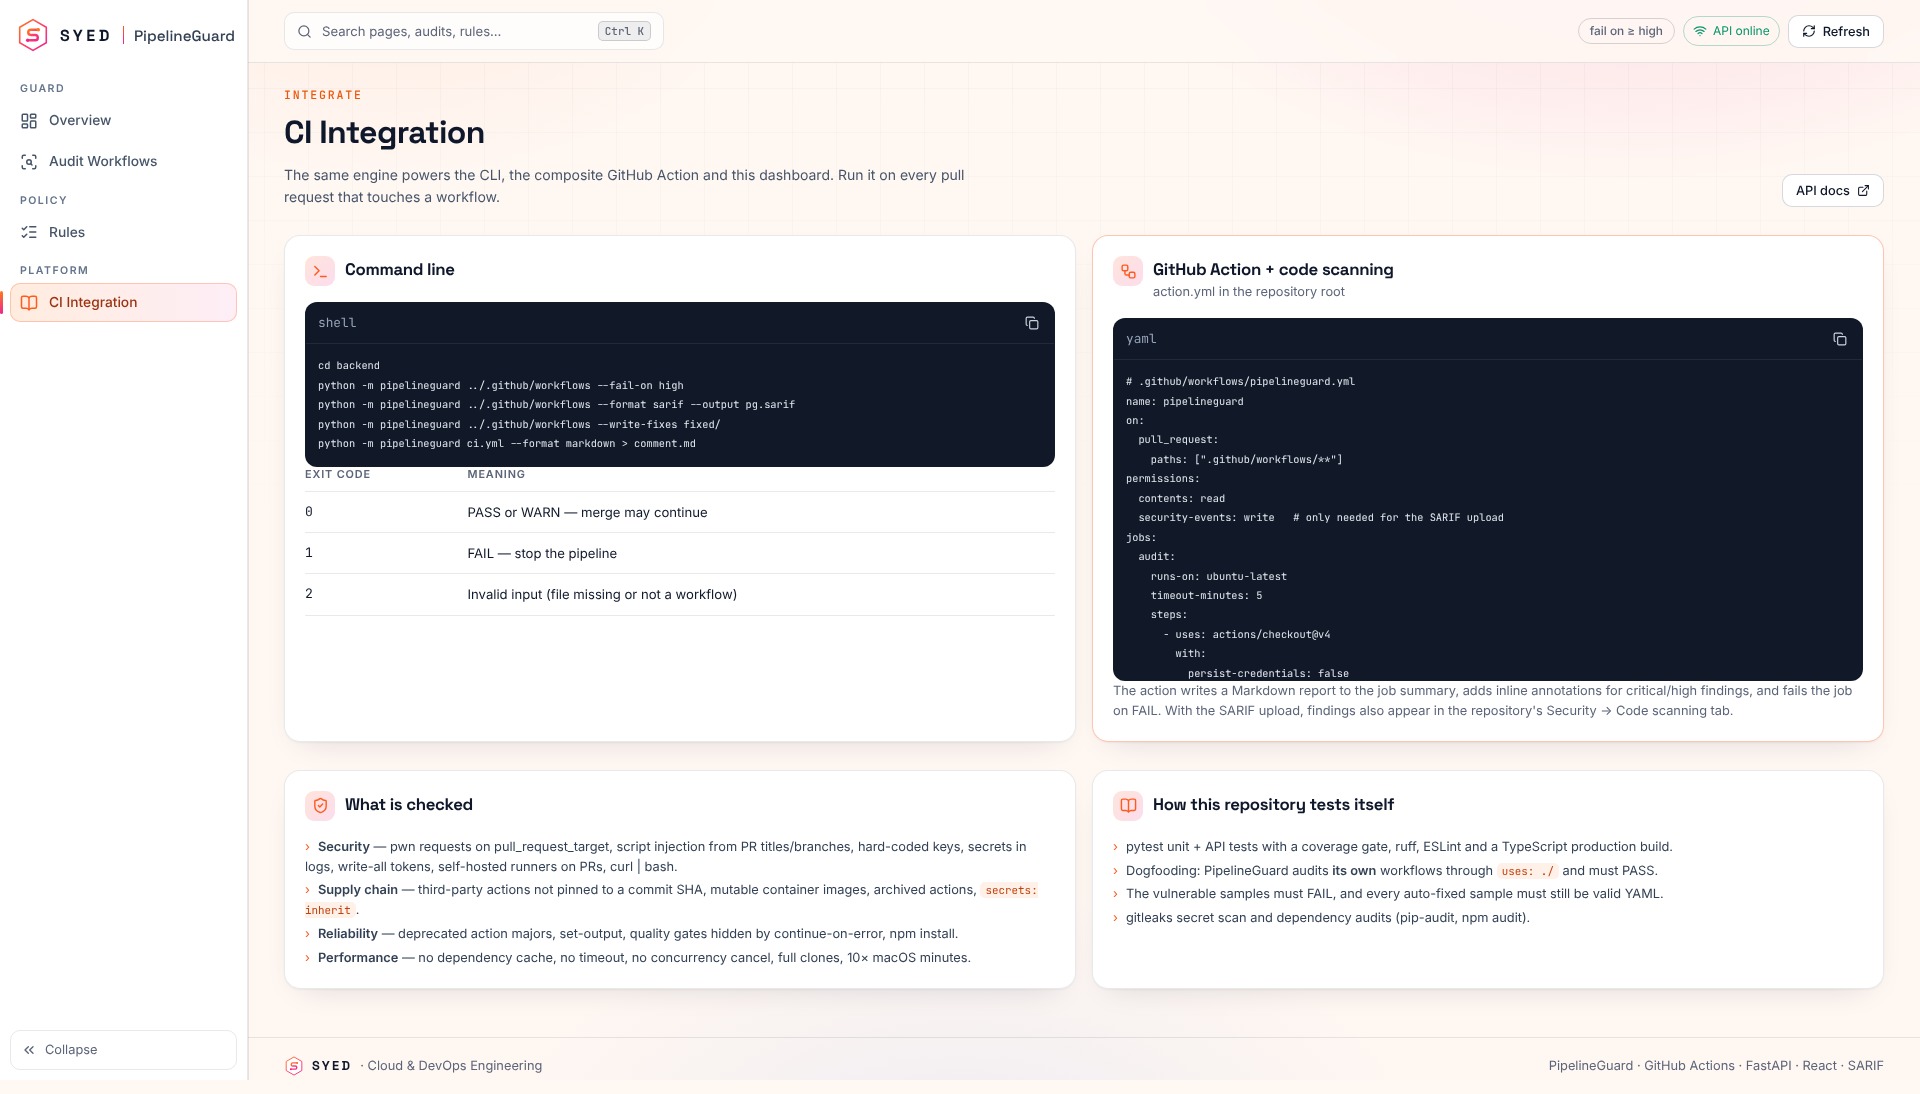 SYED | PipelineGuard
Search pages, audits, rules...
Ctrl K
fail on ≥ high
API online
Refresh
GUARD
Overview
Audit Workflows
POLICY
Rules
PLATFORM
CI Integration
Collapse
INTEGRATE
CI Integration
The same engine powers the CLI, the composite GitHub Action and this dashboard. Run it on every pull
request that touches a workflow.
API docs
Command line
shell
cd backend
python -m pipelineguard ../.github/workflows --fail-on high
python -m pipelineguard ../.github/workflows --format sarif --output pg.sarif
python -m pipelineguard ../.github/workflows --write-fixes fixed/
python -m pipelineguard ci.yml --format markdown > comment.md
EXIT CODE MEANING
0 PASS or WARN — merge may continue
1 FAIL — stop the pipeline
2 Invalid input (file missing or not a workflow)
GitHub Action + code scanning
action.yml in the repository root
yaml
# .github/workflows/pipelineguard.yml
name: pipelineguard
on:
  pull_request:
    paths: [".github/workflows/**"]
permissions:
  contents: read
  security-events: write   # only needed for the SARIF upload
jobs:
  audit:
    runs-on: ubuntu-latest
    timeout-minutes: 5
    steps:
      - uses: actions/checkout@v4
        with:
          persist-credentials: false
The action writes a Markdown report to the job summary, adds inline annotations for critical/high findings, and fails the job
on FAIL. With the SARIF upload, findings also appear in the repository's Security → Code scanning tab.
What is checked
› Security — pwn requests on pull_request_target, script injection from PR titles/branches, hard-coded keys, secrets in
logs, write-all tokens, self-hosted runners on PRs, curl | bash.
› Supply chain — third-party actions not pinned to a commit SHA, mutable container images, archived actions, secrets:
inherit.
› Reliability — deprecated action majors, set-output, quality gates hidden by continue-on-error, npm install.
› Performance — no dependency cache, no timeout, no concurrency cancel, full clones, 10× macOS minutes.
How this repository tests itself
› pytest unit + API tests with a coverage gate, ruff, ESLint and a TypeScript production build.
› Dogfooding: PipelineGuard audits its own workflows through uses: ./ and must PASS.
› The vulnerable samples must FAIL, and every auto-fixed sample must still be valid YAML.
› gitleaks secret scan and dependency audits (pip-audit, npm audit).
SYED · Cloud & DevOps Engineering
PipelineGuard · GitHub Actions · FastAPI · React · SARIF